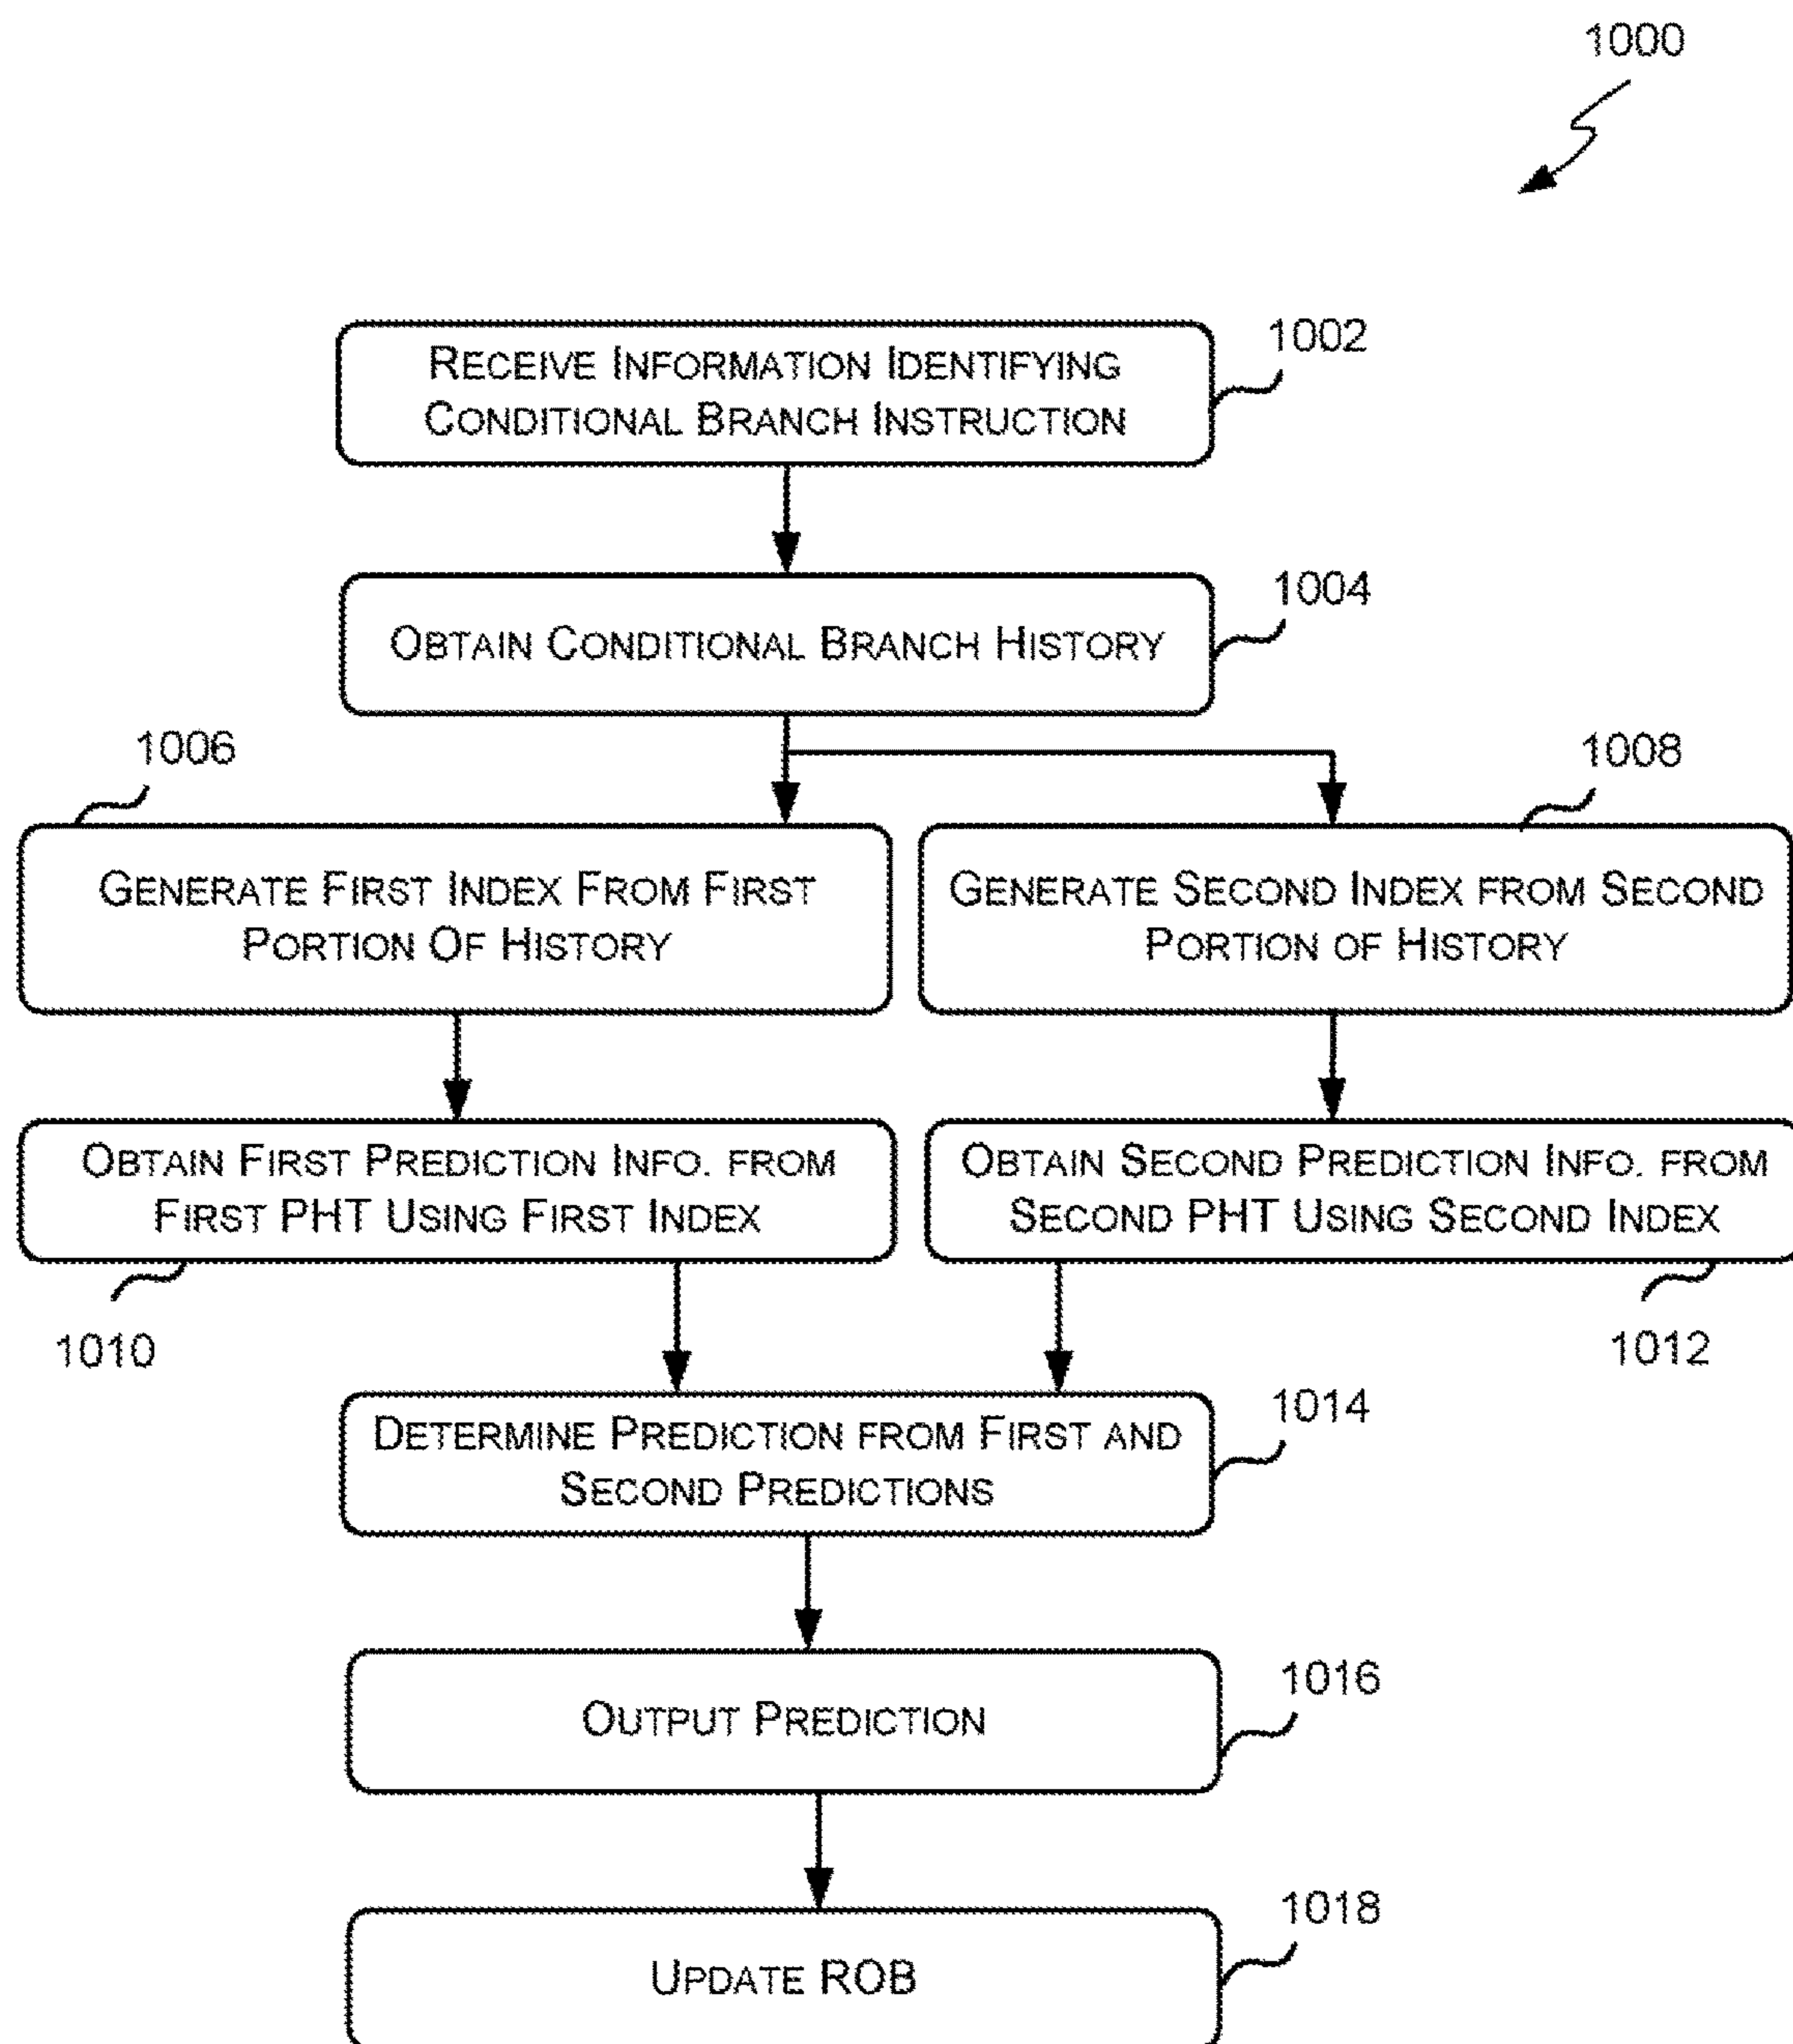 1000
RECEIVE INFORMATION IDENTIFYING
CONDITIONAL BRANCH INSTRUCTION
1002
OBTAIN CONDITIONAL BRANCH HISTORY
1004
1006
1008
GENERATE FIRST INDEX FROM FIRST
PORTION OF HISTORY
GENERATE SECOND INDEX FROM SECOND
PORTION OF HISTORY
OBTAIN FIRST PREDICTION INFO. FROM
FIRST PHT USING FIRST INDEX
OBTAIN SECOND PREDICTION INFO. FROM
SECOND PHT USING SECOND INDEX
1010
1012
DETERMINE PREDICTION FROM FIRST AND
SECOND PREDICTIONS
1014
OUTPUT PREDICTION
1016
UPDATE ROB
1018